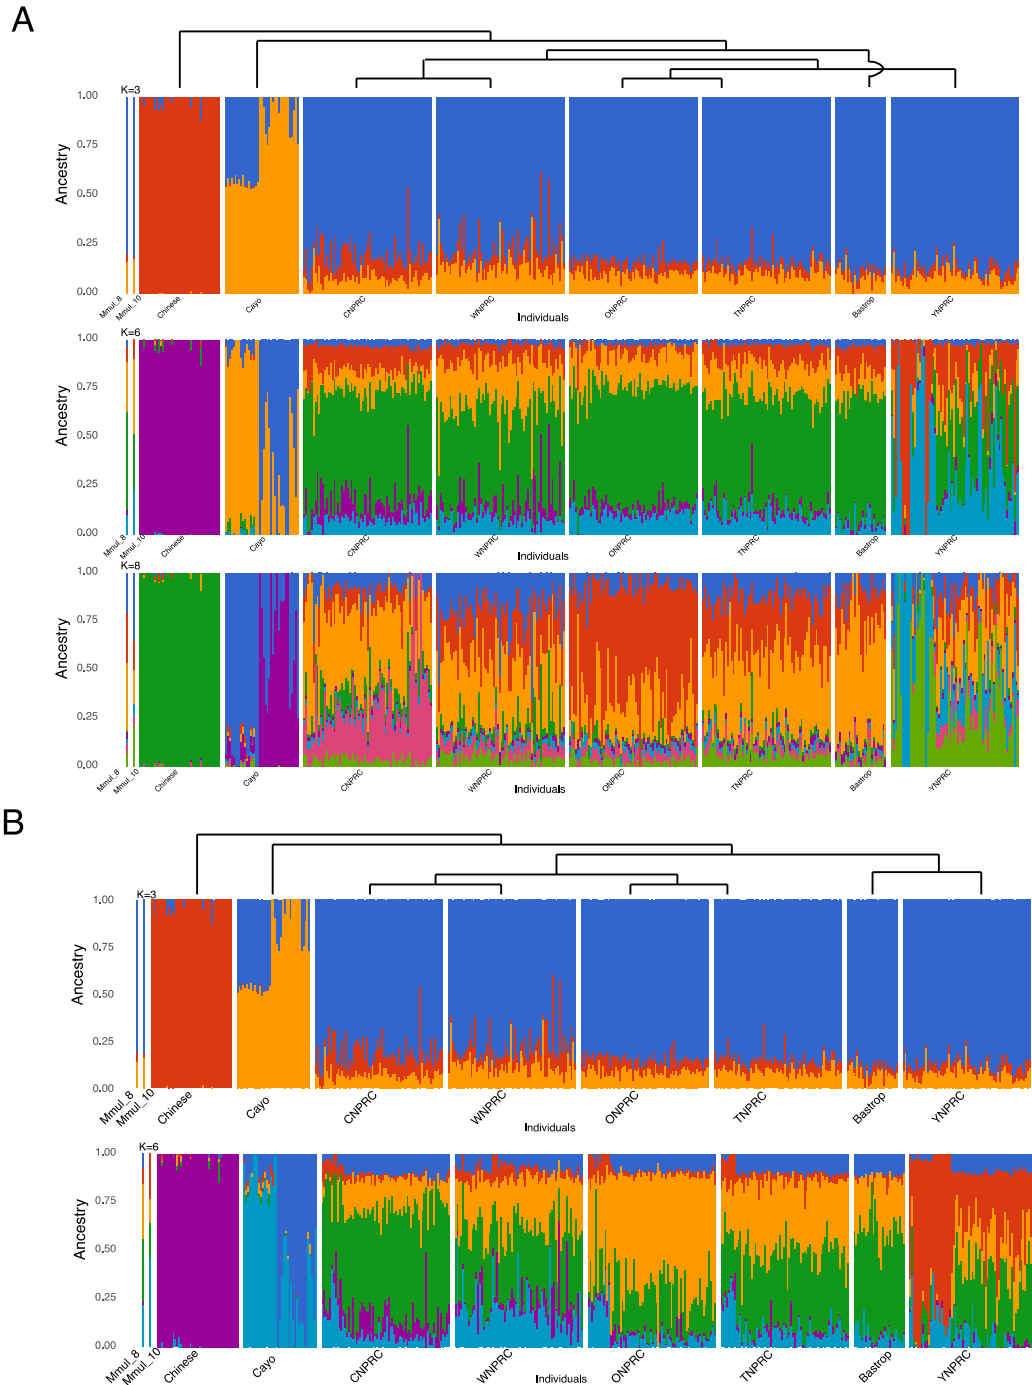 A
K=3
1.00
0.75
0.50
0.25
0.00
Ancestry
Mmul_8
Mmul_10
Chinese
Cayo
CNPRC
WNPRC
ONPRC
TNPRC
Bastrop
YNPRC
Individuals
K=6
1.00
0.75
0.50
0.25
0.00
Ancestry
Mmul_8
Mmul_10
Chinese
Cayo
CNPRC
WNPRC
ONPRC
TNPRC
Bastrop
YNPRC
Individuals
K=8
1.00
0.75
0.50
0.25
0.00
Ancestry
Mmul_8
Mmul_10
Chinese
Cayo
CNPRC
WNPRC
ONPRC
TNPRC
Bastrop
YNPRC
Individuals
B
K=3
1.00
0.75
0.50
0.25
0.00
Ancestry
Mmul_8
Mmul_10
Chinese
Cayo
CNPRC
WNPRC
ONPRC
TNPRC
Bastrop
YNPRC
Individuals
K=6
1.00
0.75
0.50
0.25
0.00
Ancestry
Mmul_8
Mmul_10
Chinese
Cayo
CNPRC
WNPRC
ONPRC
TNPRC
Bastrop
YNPRC
Individuals